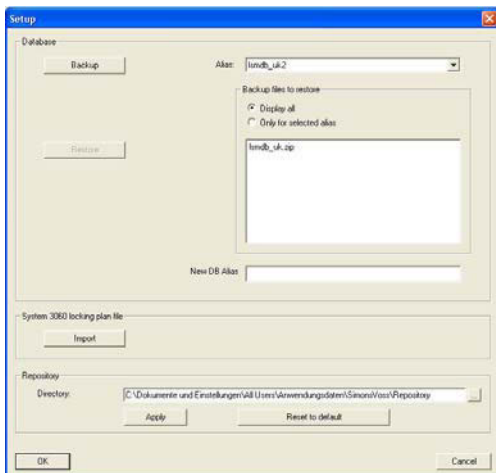 Setup
Database
Backup
Alias:
lsmdb_uk2
Backup files to restore
Display all
Only for selected alias
Restore
lsmdb_uk.zip
New DB Alias
System 3060 locking plan file
Import
Repository
Directory:
C:\Dokumente und Einstellungen\All Users\Anwendungsdaten\SimonsVoss\Repository
...
Apply
Reset to default
OK
Cancel